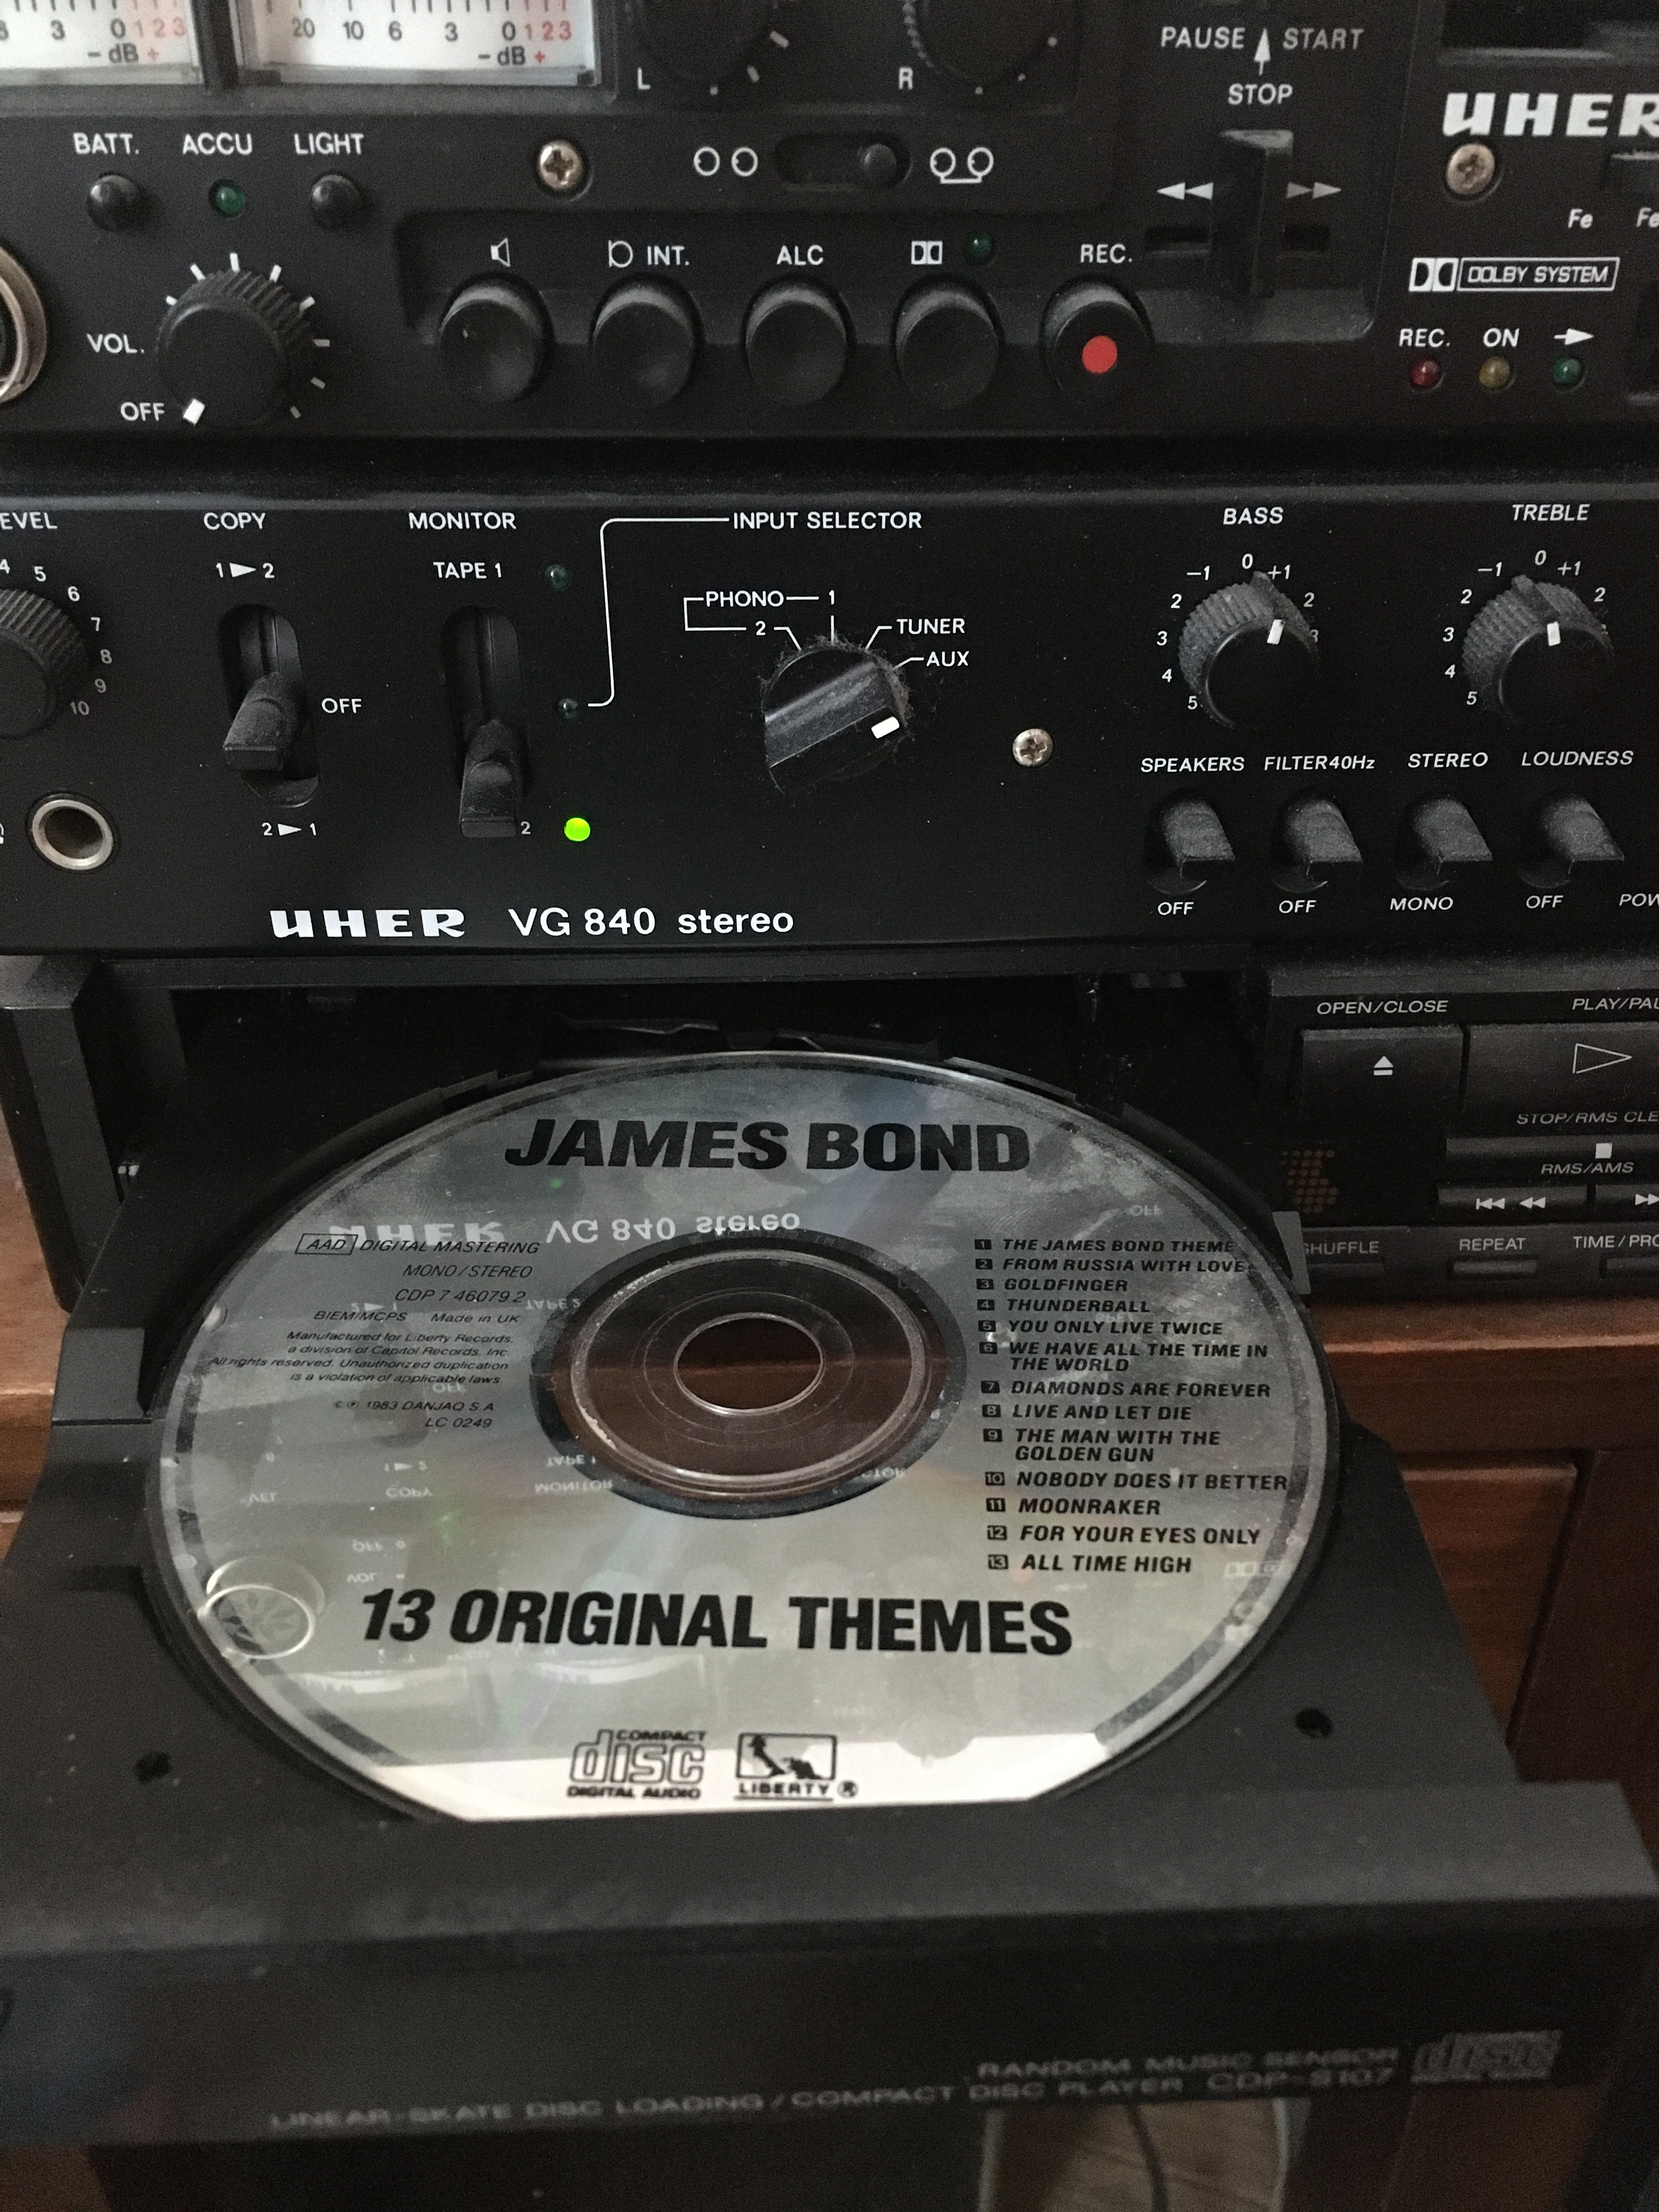 3 0 1 2 3
- dB +
20 10 6 3 0 1 2 3
- dB +
L R
PAUSE START
STOP
UHER
BATT. ACCU LIGHT
Fe
INT. ALC REC.
DOLBY SYSTEM
VOL.
OFF
REC. ON
COPY MONITOR INPUT SELECTOR BASS TREBLE
1 ▶ 2 TAPE 1
4 5 6 7 8 9 10
OFF
2 ▶ 1 2
PHONO 1
2
TUNER
AUX
-1 0 +1
2 2
3 3
4
5
-1 0 +1
2 2
3
4
5
SPEAKERS FILTER 40Hz STEREO LOUDNESS
OFF OFF MONO OFF
UHER VG 840 stereo
OPEN/CLOSE
STOP/RMS
RMS/AMS
SHUFFLE REPEAT
JAMES BOND
AAD DIGITAL MASTERING
MONO/STEREO
CDP 7 46079 2
BIEM/MCPS Made in UK
Manufactured for Liberty Records,
a division of Capitol Records, Inc.
All rights reserved. Unauthorized duplication
is a violation of applicable laws.
© ℗ 1983 DANJAQ S.A
LC 0249
1 THE JAMES BOND THEME
2 FROM RUSSIA WITH LOVE
3 GOLDFINGER
4 THUNDERBALL
5 YOU ONLY LIVE TWICE
6 WE HAVE ALL THE TIME IN
THE WORLD
7 DIAMONDS ARE FOREVER
8 LIVE AND LET DIE
9 THE MAN WITH THE
GOLDEN GUN
10 NOBODY DOES IT BETTER
11 MOONRAKER
12 FOR YOUR EYES ONLY
13 ALL TIME HIGH
13 ORIGINAL THEMES
COMPACT
disc
DIGITAL AUDIO
LIBERTY ®
RANDOM MUSIC SENSOR
LINEAR-SKATE DISC LOADING / COMPACT DISC PLAYER CDP-S107